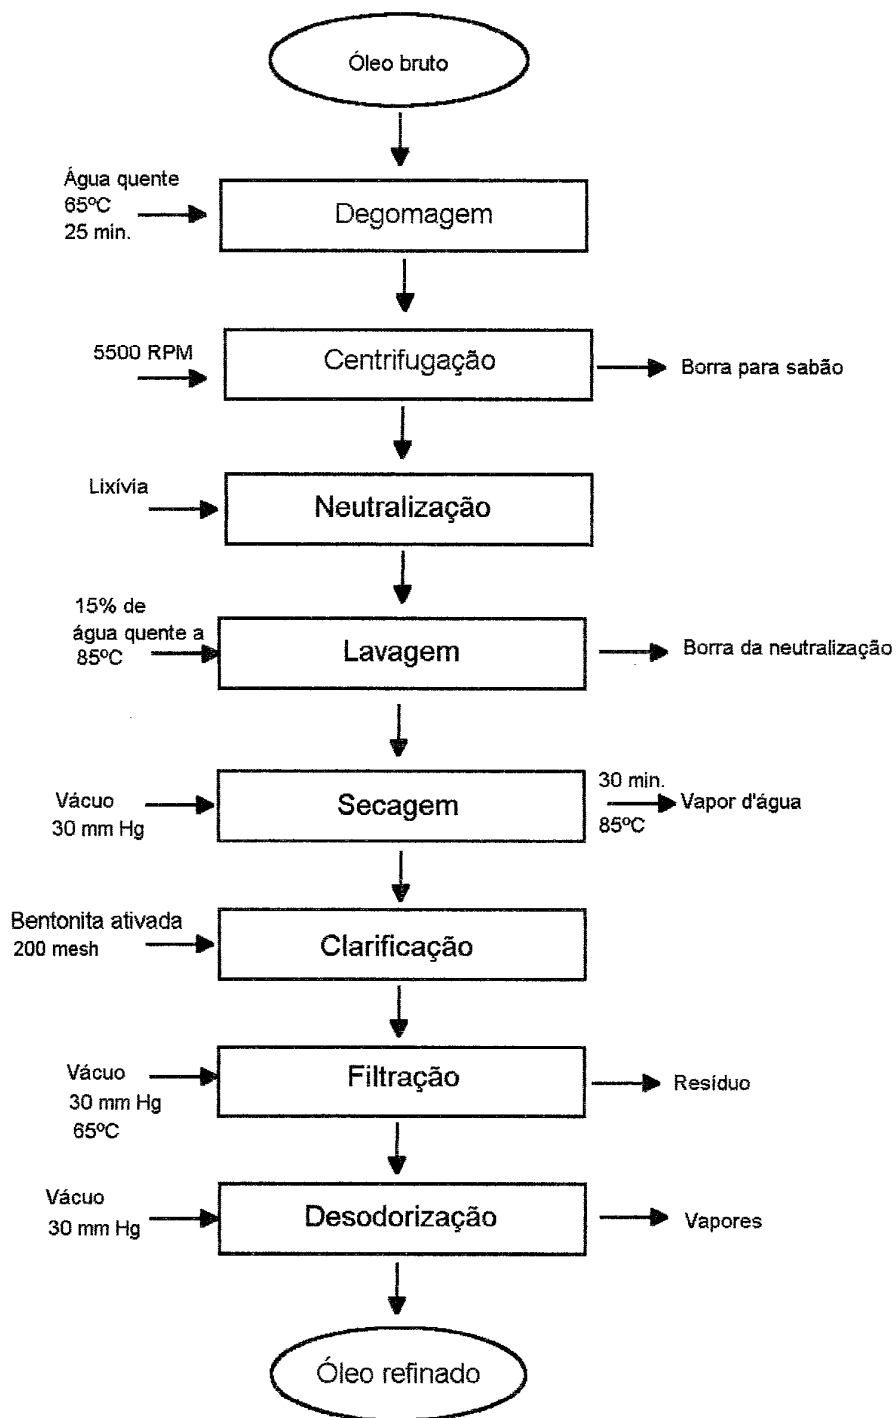 Óleo bruto
Água quente
65ºC
25 min.
Degomagem
5500 RPM
Centrifugação
Borra para sabão
Lixívia
Neutralização
15% de
água quente a
85ºC
Lavagem
Borra da neutralização
Vácuo
30 mm Hg
Secagem
30 min.
85ºC
Vapor d'água
Bentonita ativada
200 mesh
Clarificação
Vácuo
30 mm Hg
65ºC
Filtração
Resíduo
Vácuo
30 mm Hg
Desodorização
Vapores
Óleo refinado